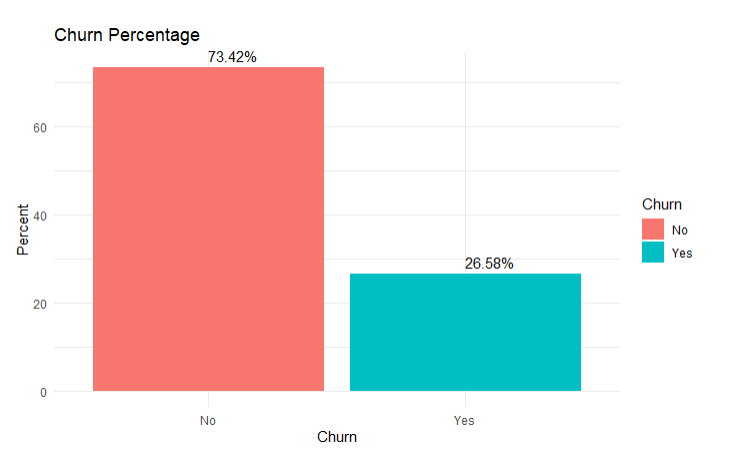 Churn Percentage
73.42%
26.58%
60
40
20
0
Percent
No
Yes
Churn
Churn
No
Yes